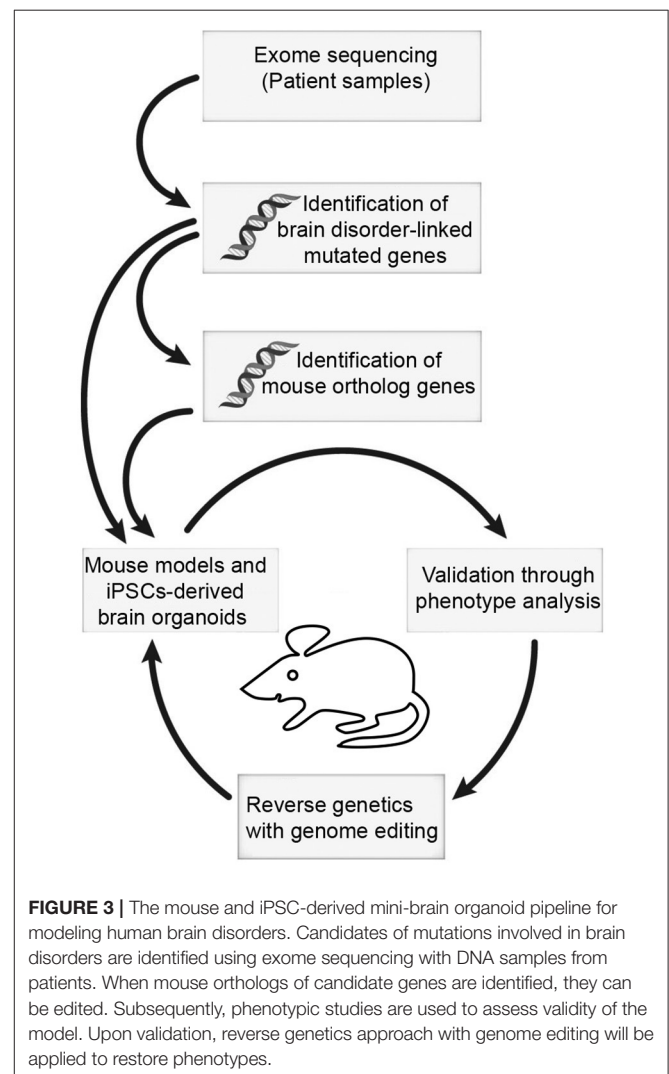 Exome sequencing
(Patient samples)
Identification of
brain disorder-linked
mutated genes
Identification of
mouse ortholog genes
Mouse models and
iPSCs-derived
brain organoids
Validation through
phenotype analysis
Reverse genetics
with genome editing
FIGURE 3 | The mouse and iPSC-derived mini-brain organoid pipeline for
modeling human brain disorders. Candidates of mutations involved in brain
disorders are identified using exome sequencing with DNA samples from
patients. When mouse orthologs of candidate genes are identified, they can
be edited. Subsequently, phenotypic studies are used to assess validity of the
model. Upon validation, reverse genetics approach with genome editing will be
applied to restore phenotypes.